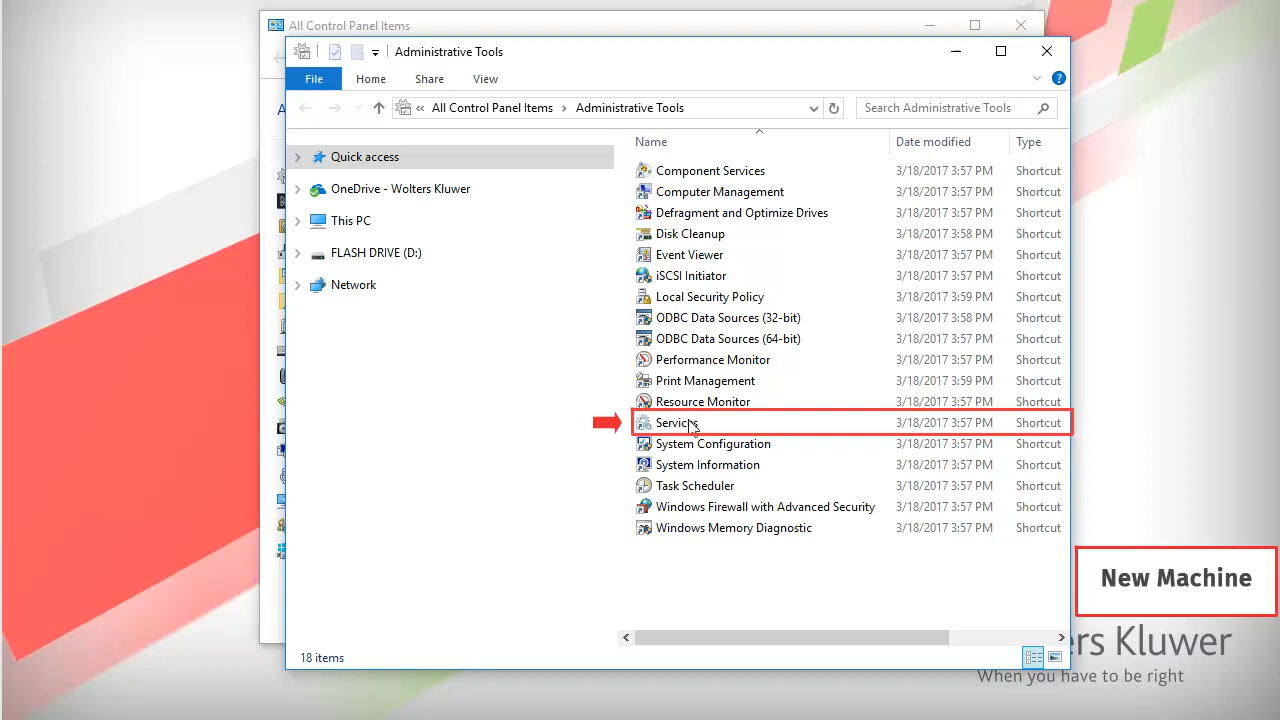 All Control Panel Items
Administrative Tools
File Home Share View
« All Control Panel Items > Administrative Tools
Search Administrative Tools
Quick access
OneDrive - Wolters Kluwer
This PC
FLASH DRIVE (D:)
Network
Name Date modified Type
Component Services 3/18/2017 3:57 PM Shortcut
Computer Management 3/18/2017 3:57 PM Shortcut
Defragment and Optimize Drives 3/18/2017 3:57 PM Shortcut
Disk Cleanup 3/18/2017 3:58 PM Shortcut
Event Viewer 3/18/2017 3:57 PM Shortcut
iSCSI Initiator 3/18/2017 3:57 PM Shortcut
Local Security Policy 3/18/2017 3:59 PM Shortcut
ODBC Data Sources (32-bit) 3/18/2017 3:58 PM Shortcut
ODBC Data Sources (64-bit) 3/18/2017 3:57 PM Shortcut
Performance Monitor 3/18/2017 3:57 PM Shortcut
Print Management 3/18/2017 3:59 PM Shortcut
Resource Monitor 3/18/2017 3:57 PM Shortcut
Services 3/18/2017 3:57 PM Shortcut
System Configuration 3/18/2017 3:57 PM Shortcut
System Information 3/18/2017 3:57 PM Shortcut
Task Scheduler 3/18/2017 3:57 PM Shortcut
Windows Firewall with Advanced Security 3/18/2017 3:57 PM Shortcut
Windows Memory Diagnostic 3/18/2017 3:57 PM Shortcut
18 items
New Machine
ers Kluwer
When you have to be right